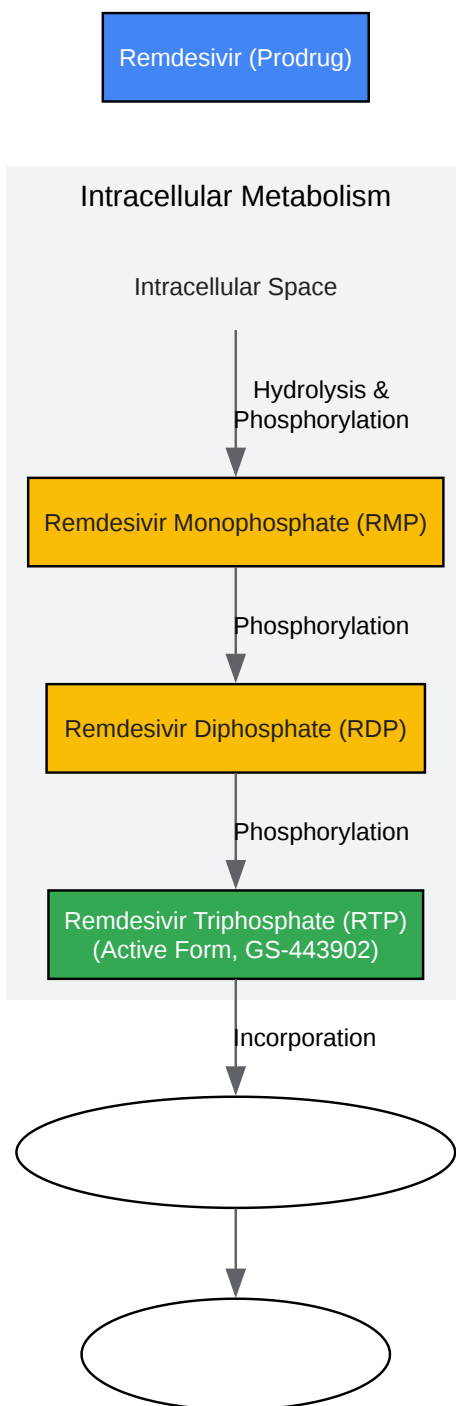 Remdesivir (Prodrug)
Intracellular Metabolism
Intracellular Space
Hydrolysis &
Phosphorylation
Remdesivir Monophosphate (RMP)
Phosphorylation
Remdesivir Diphosphate (RDP)
Phosphorylation
Remdesivir Triphosphate (RTP)
(Active Form, GS-443902)
Incorporation